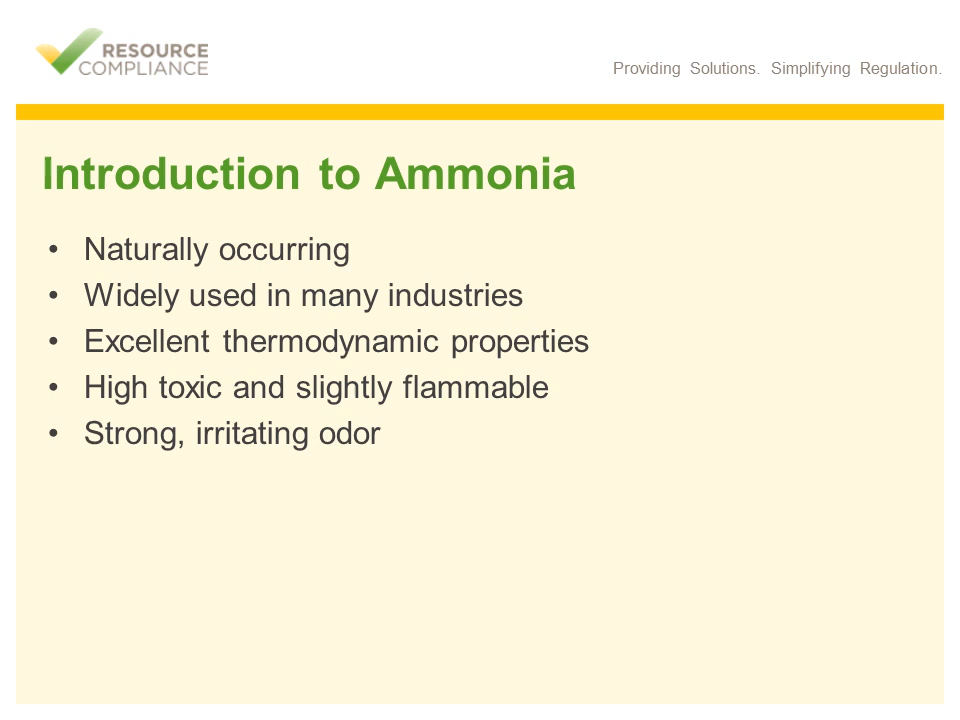 RESOURCE
COMPLIANCE
Providing Solutions. Simplifying Regulation.
Introduction to Ammonia
• Naturally occurring
• Widely used in many industries
• Excellent thermodynamic properties
• High toxic and slightly flammable
• Strong, irritating odor